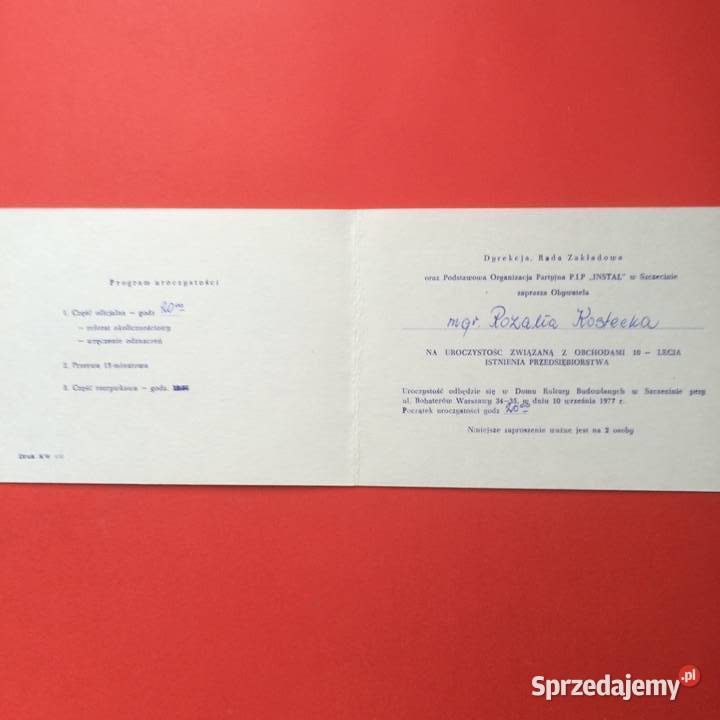 Program uroczystości
1. Część oficjalna – godz 20⁰⁰
– referat okolicznościowy
– wręczenie odznaczeń
2. Przerwa 15-minutowa
3. Część rozrywkowa – godz.
Druk KW
Dyrekcja, Rada Zakładowa
oraz Podstawowa Organizacja Partyjna P.I.P „INSTAL" w Szczecinie
zaprasza Obywatela
mgr. Rozalia Kostecka
NA UROCZYSTOŚĆ ZWIĄZANĄ Z OBCHODAMI 10 – LECIA
ISTNIENIA PRZEDSIĘBIORSTWA
Uroczystość odbędzie się w Domu Kultury Budowlanych w Szczecinie przy
ul. Bohaterów Warszawy 34-35, w dniu 10 września 1977 r.
Początek uroczystości godz 20⁰⁰
Niniejsze zaproszenie ważne jest na 2 osoby
Sprzedajemy.pl